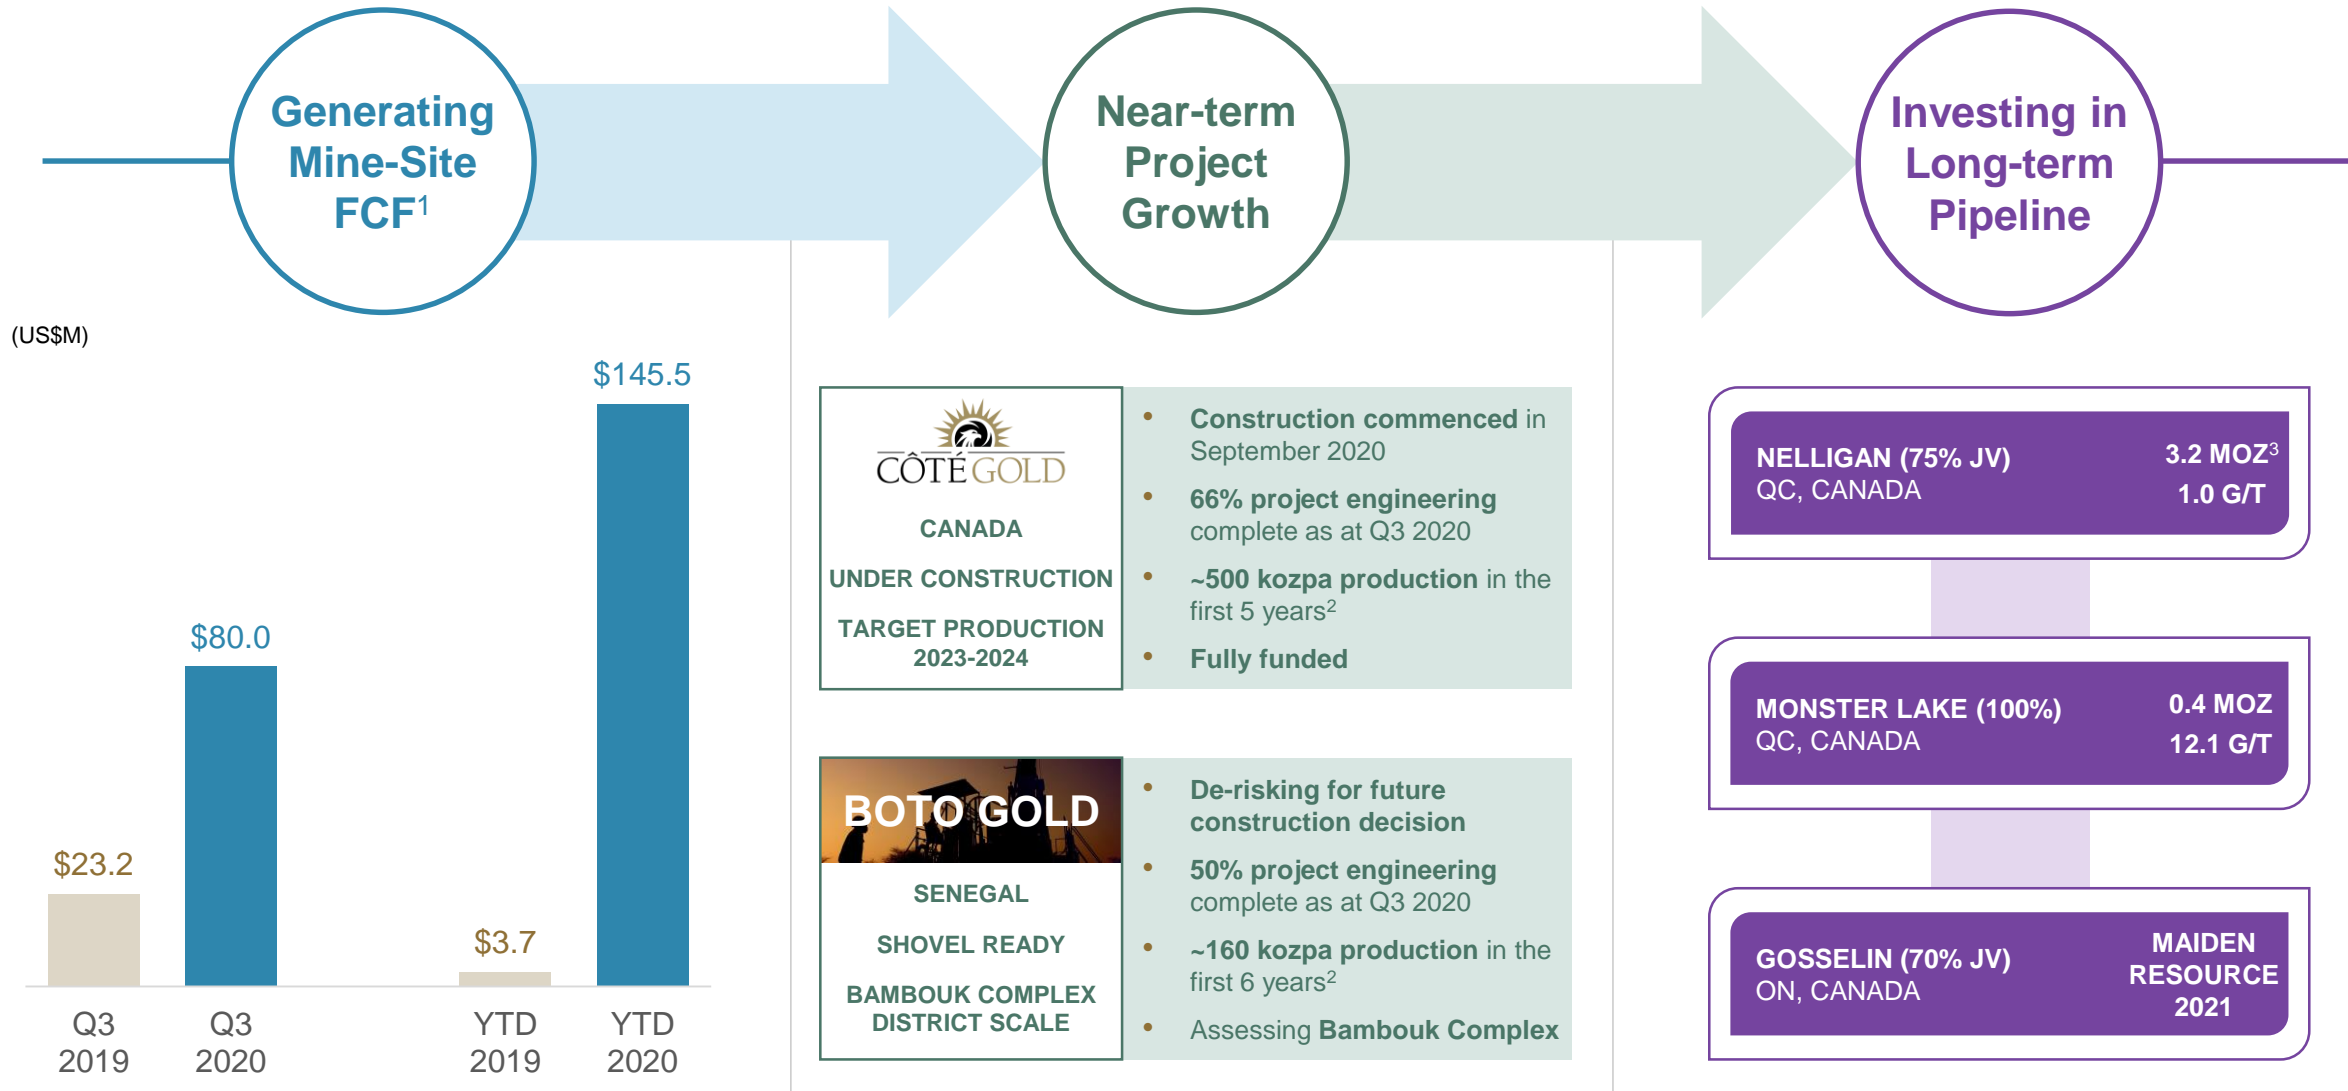 Generating
Mine-Site
FCF¹
Near-term
Project
Growth
Investing in
Long-term
Pipeline
(US$M)
$23.2
$80.0
$3.7
$145.5
Q3
2019
Q3
2020
YTD
2019
YTD
2020
CÔTÉ GOLD
CANADA
UNDER CONSTRUCTION
TARGET PRODUCTION
2023-2024
• Construction commenced in
September 2020
• 66% project engineering
complete as at Q3 2020
• ~500 kozpa production in the
first 5 years²
• Fully funded
BOTO GOLD
SENEGAL
SHOVEL READY
BAMBOUK COMPLEX
DISTRICT SCALE
• De-risking for future
construction decision
• 50% project engineering
complete as at Q3 2020
• ~160 kozpa production in the
first 6 years²
• Assessing Bambouk Complex
NELLIGAN (75% JV)
QC, CANADA
3.2 MOZ³
1.0 G/T
MONSTER LAKE (100%)
QC, CANADA
0.4 MOZ
12.1 G/T
GOSSELIN (70% JV)
ON, CANADA
MAIDEN
RESOURCE
2021